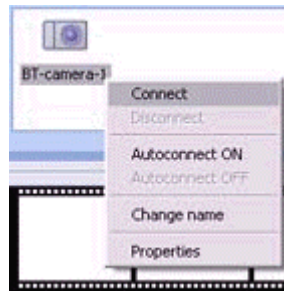 BT-camera-1
Connect
Disconnect
Autoconnect ON
Autoconnect OFF
Change name
Properties